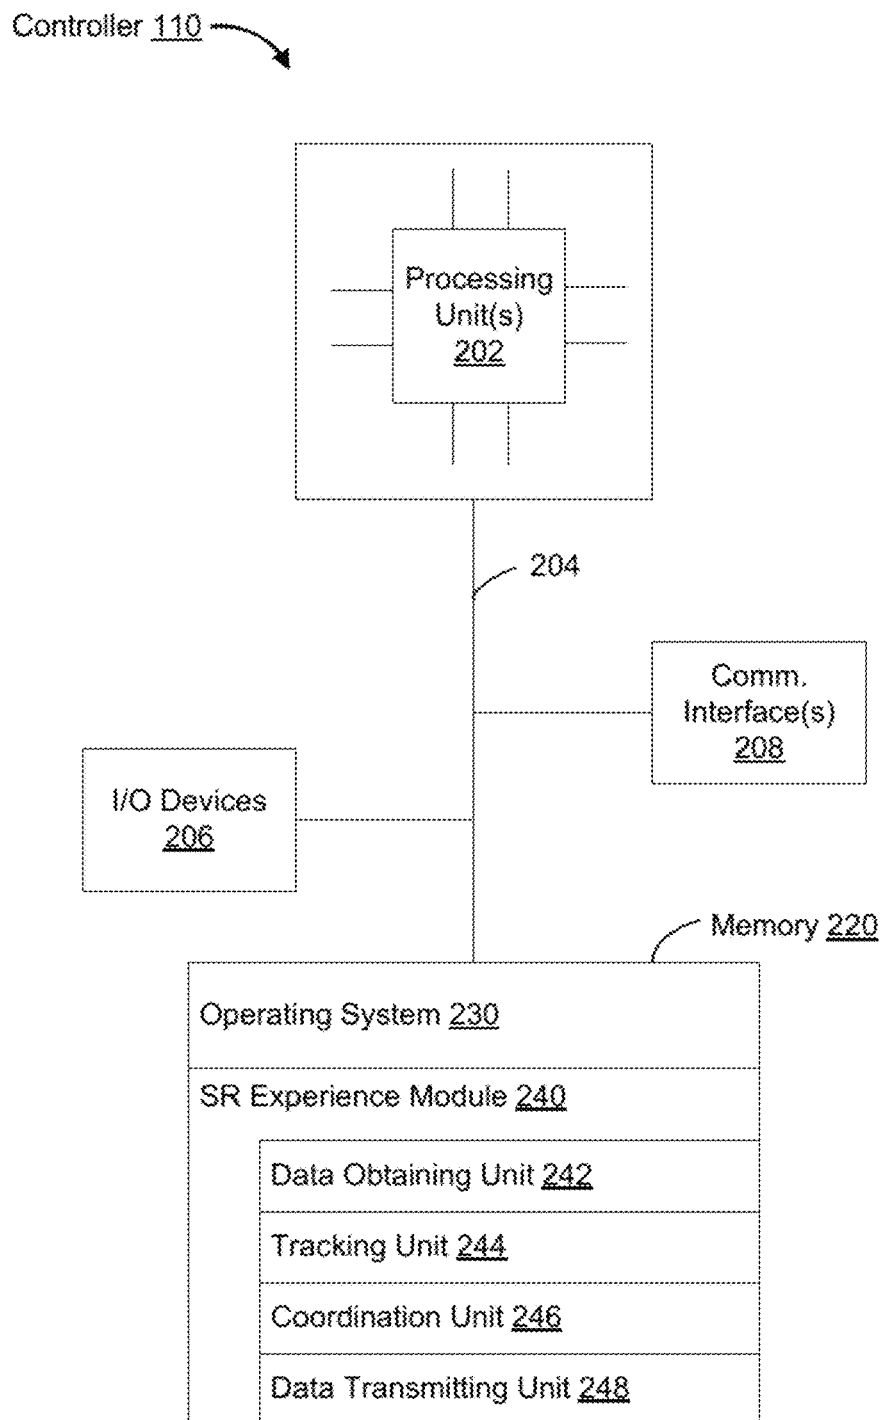 Controller 110
Processing
Unit(s)
202
204
Comm.
Interface(s)
208
I/O Devices
206
Memory 220
Operating System 230
SR Experience Module 240
Data Obtaining Unit 242
Tracking Unit 244
Coordination Unit 246
Data Transmitting Unit 248